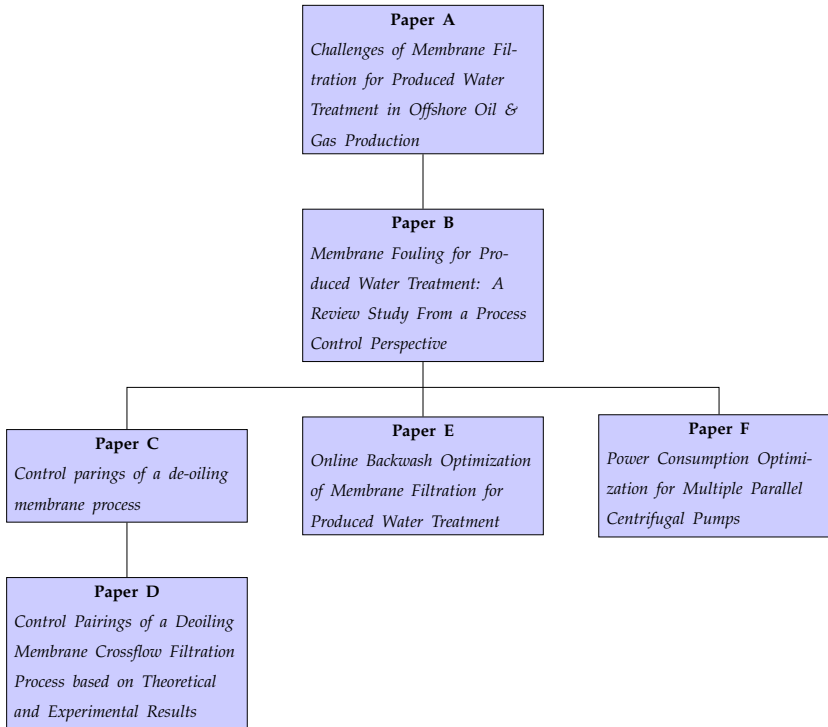 Paper A
Challenges of Membrane Fil-
tration for Produced Water
Treatment in Offshore Oil &
Gas Production
Paper B
Membrane Fouling for Pro-
duced Water Treatment: A
Review Study From a Process
Control Perspective
Paper C
Control parings of a de-oiling
membrane process
Paper E
Online Backwash Optimization
of Membrane Filtration for
Produced Water Treatment
Paper F
Power Consumption Optimi-
zation for Multiple Parallel
Centrifugal Pumps
Paper D
Control Pairings of a Deoiling
Membrane Crossflow Filtration
Process based on Theoretical
and Experimental Results